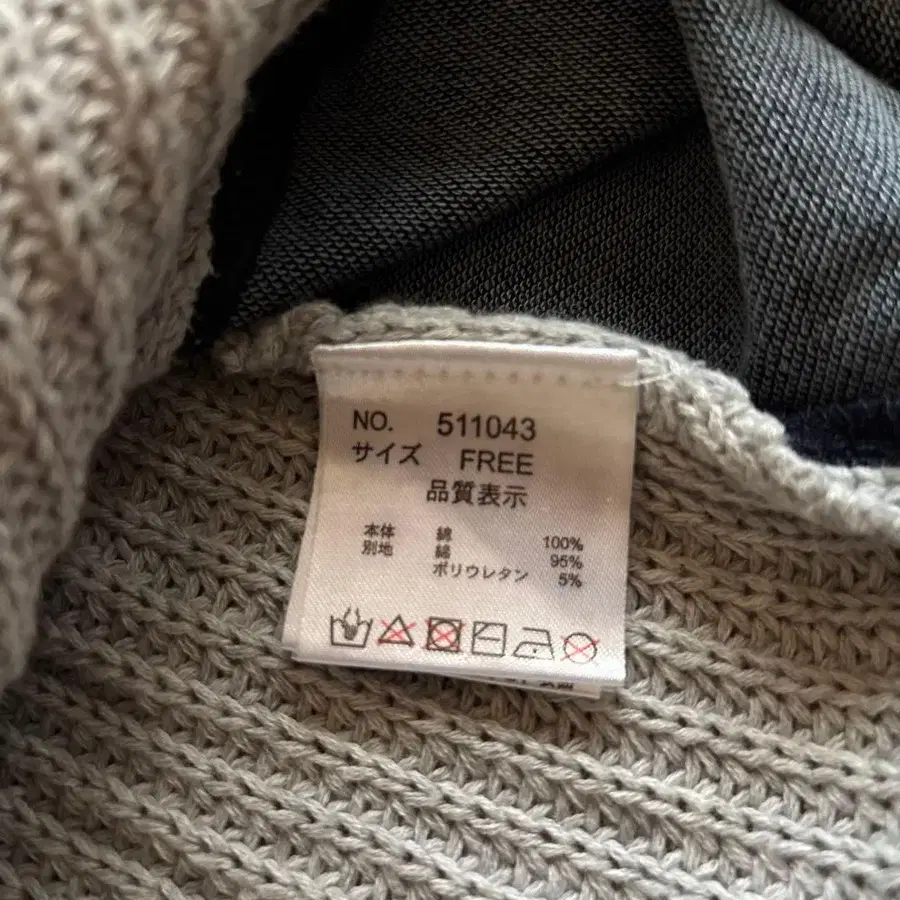 NO. 511043
サイズ FREE
品質表示
本体 綿 100%
別地 綿 95%
ポリウレタン 5%